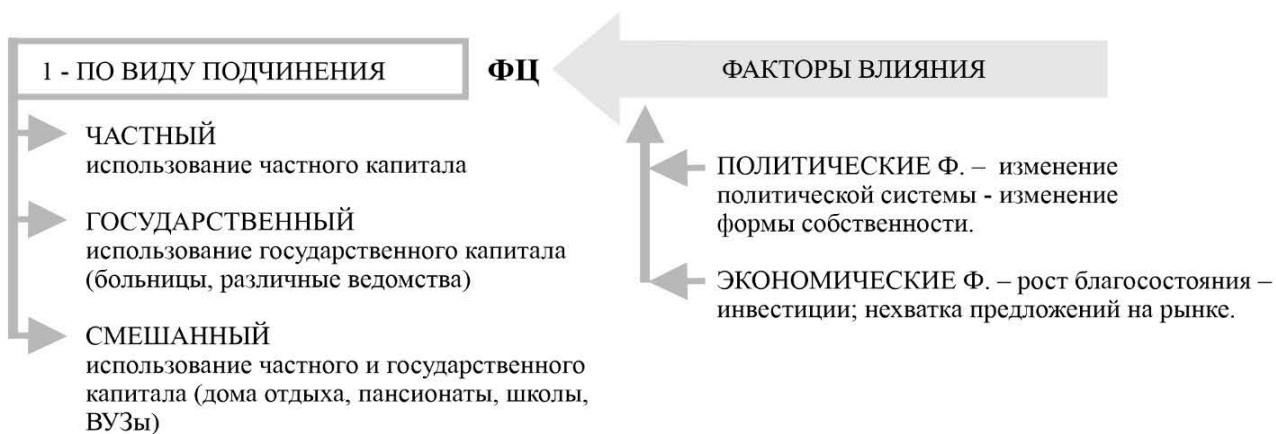 1 - ПО ВИДУ ПОДЧИНЕНИЯ
ФЦ
ФАКТОРЫ ВЛИЯНИЯ
ЧАСТНЫЙ
использование частного капитала
ГОСУДАРСТВЕННЫЙ
использование государственного капитала
(больницы, различные ведомства)
СМЕШАННЫЙ
использование частного и государственного
капитала (дома отдыха, пансионаты, школы,
ВУЗы)
ПОЛИТИЧЕСКИЕ Ф. – изменение
политической системы - изменение
формы собственности.
ЭКОНОМИЧЕСКИЕ Ф. – рост благосостояния –
инвестиции; нехватка предложений на рынке.